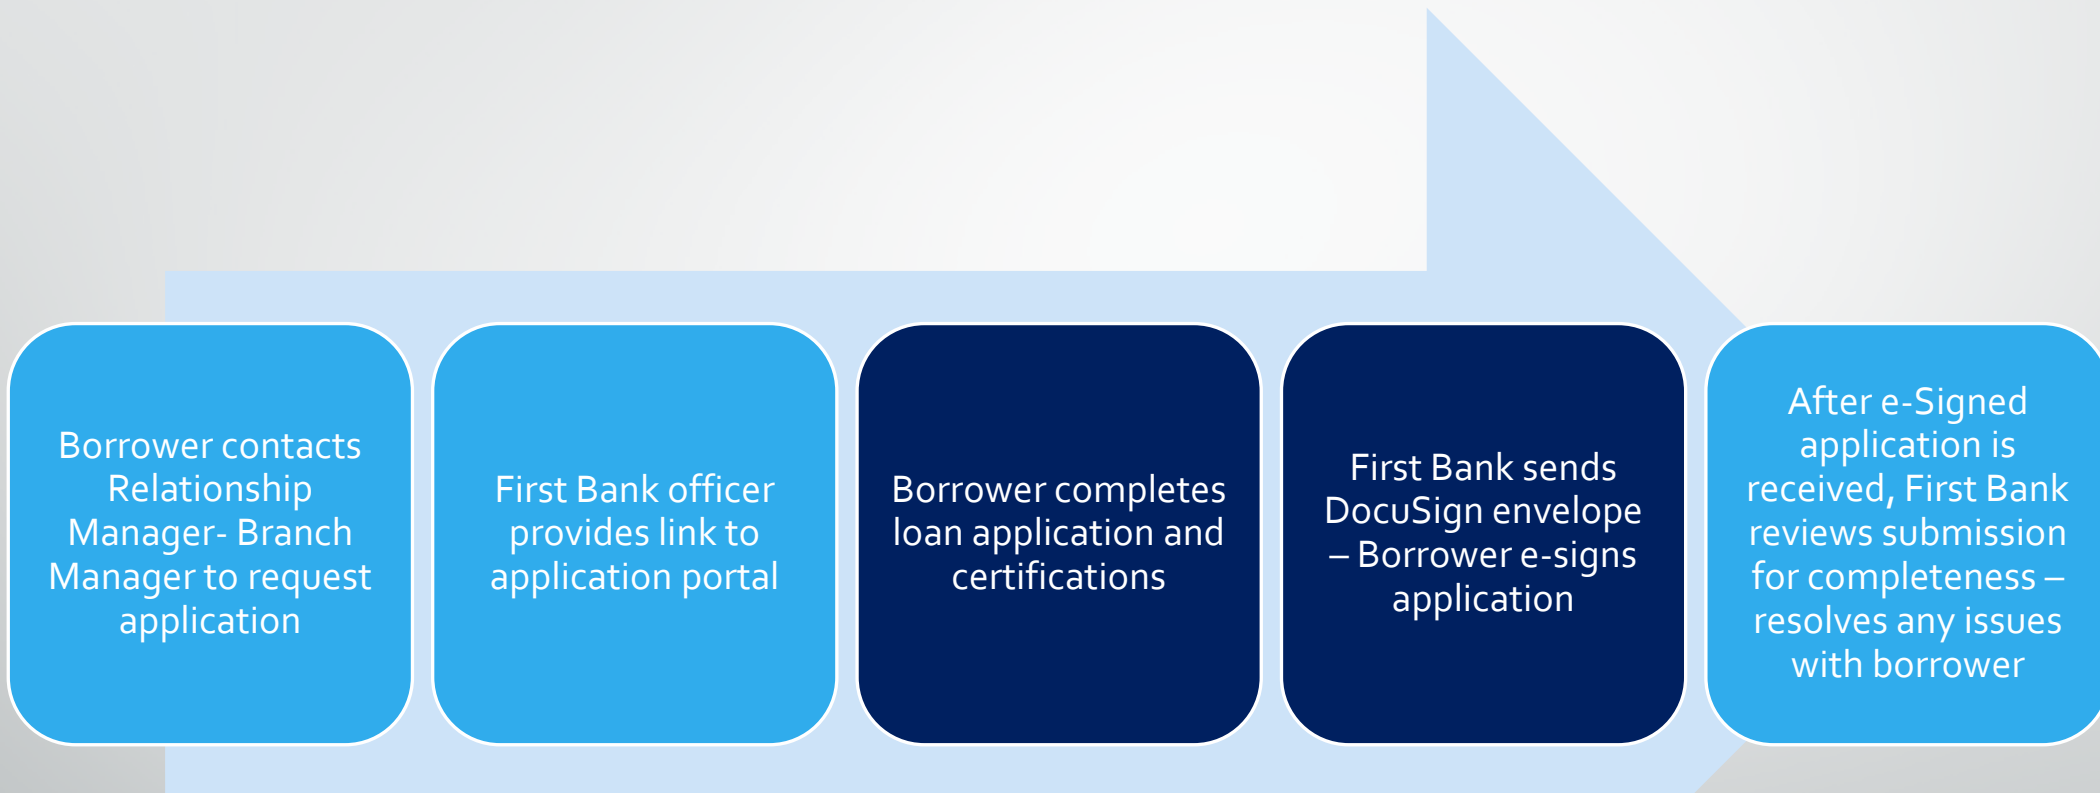 Borrower contacts
Relationship
Manager- Branch
Manager to request
application
First Bank officer
provides link to
application portal
Borrower completes
loan application and
certifications
First Bank sends
DocuSign envelope
– Borrower e-signs
application
After e-Signed
application is
received, First Bank
reviews submission
for completeness –
resolves any issues
with borrower